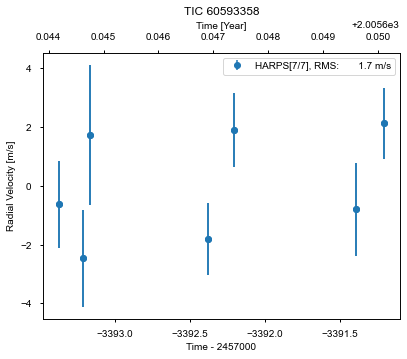 TIC 60593358
Time [Year]
+2.0056e3
0.044 0.045 0.046 0.047 0.048 0.049 0.050
HARPS[7/7], RMS: 1.7 m/s
4
2
0
−2
−4
Radial Velocity [m/s]
−3393.0 −3392.5 −3392.0 −3391.5
Time - 2457000